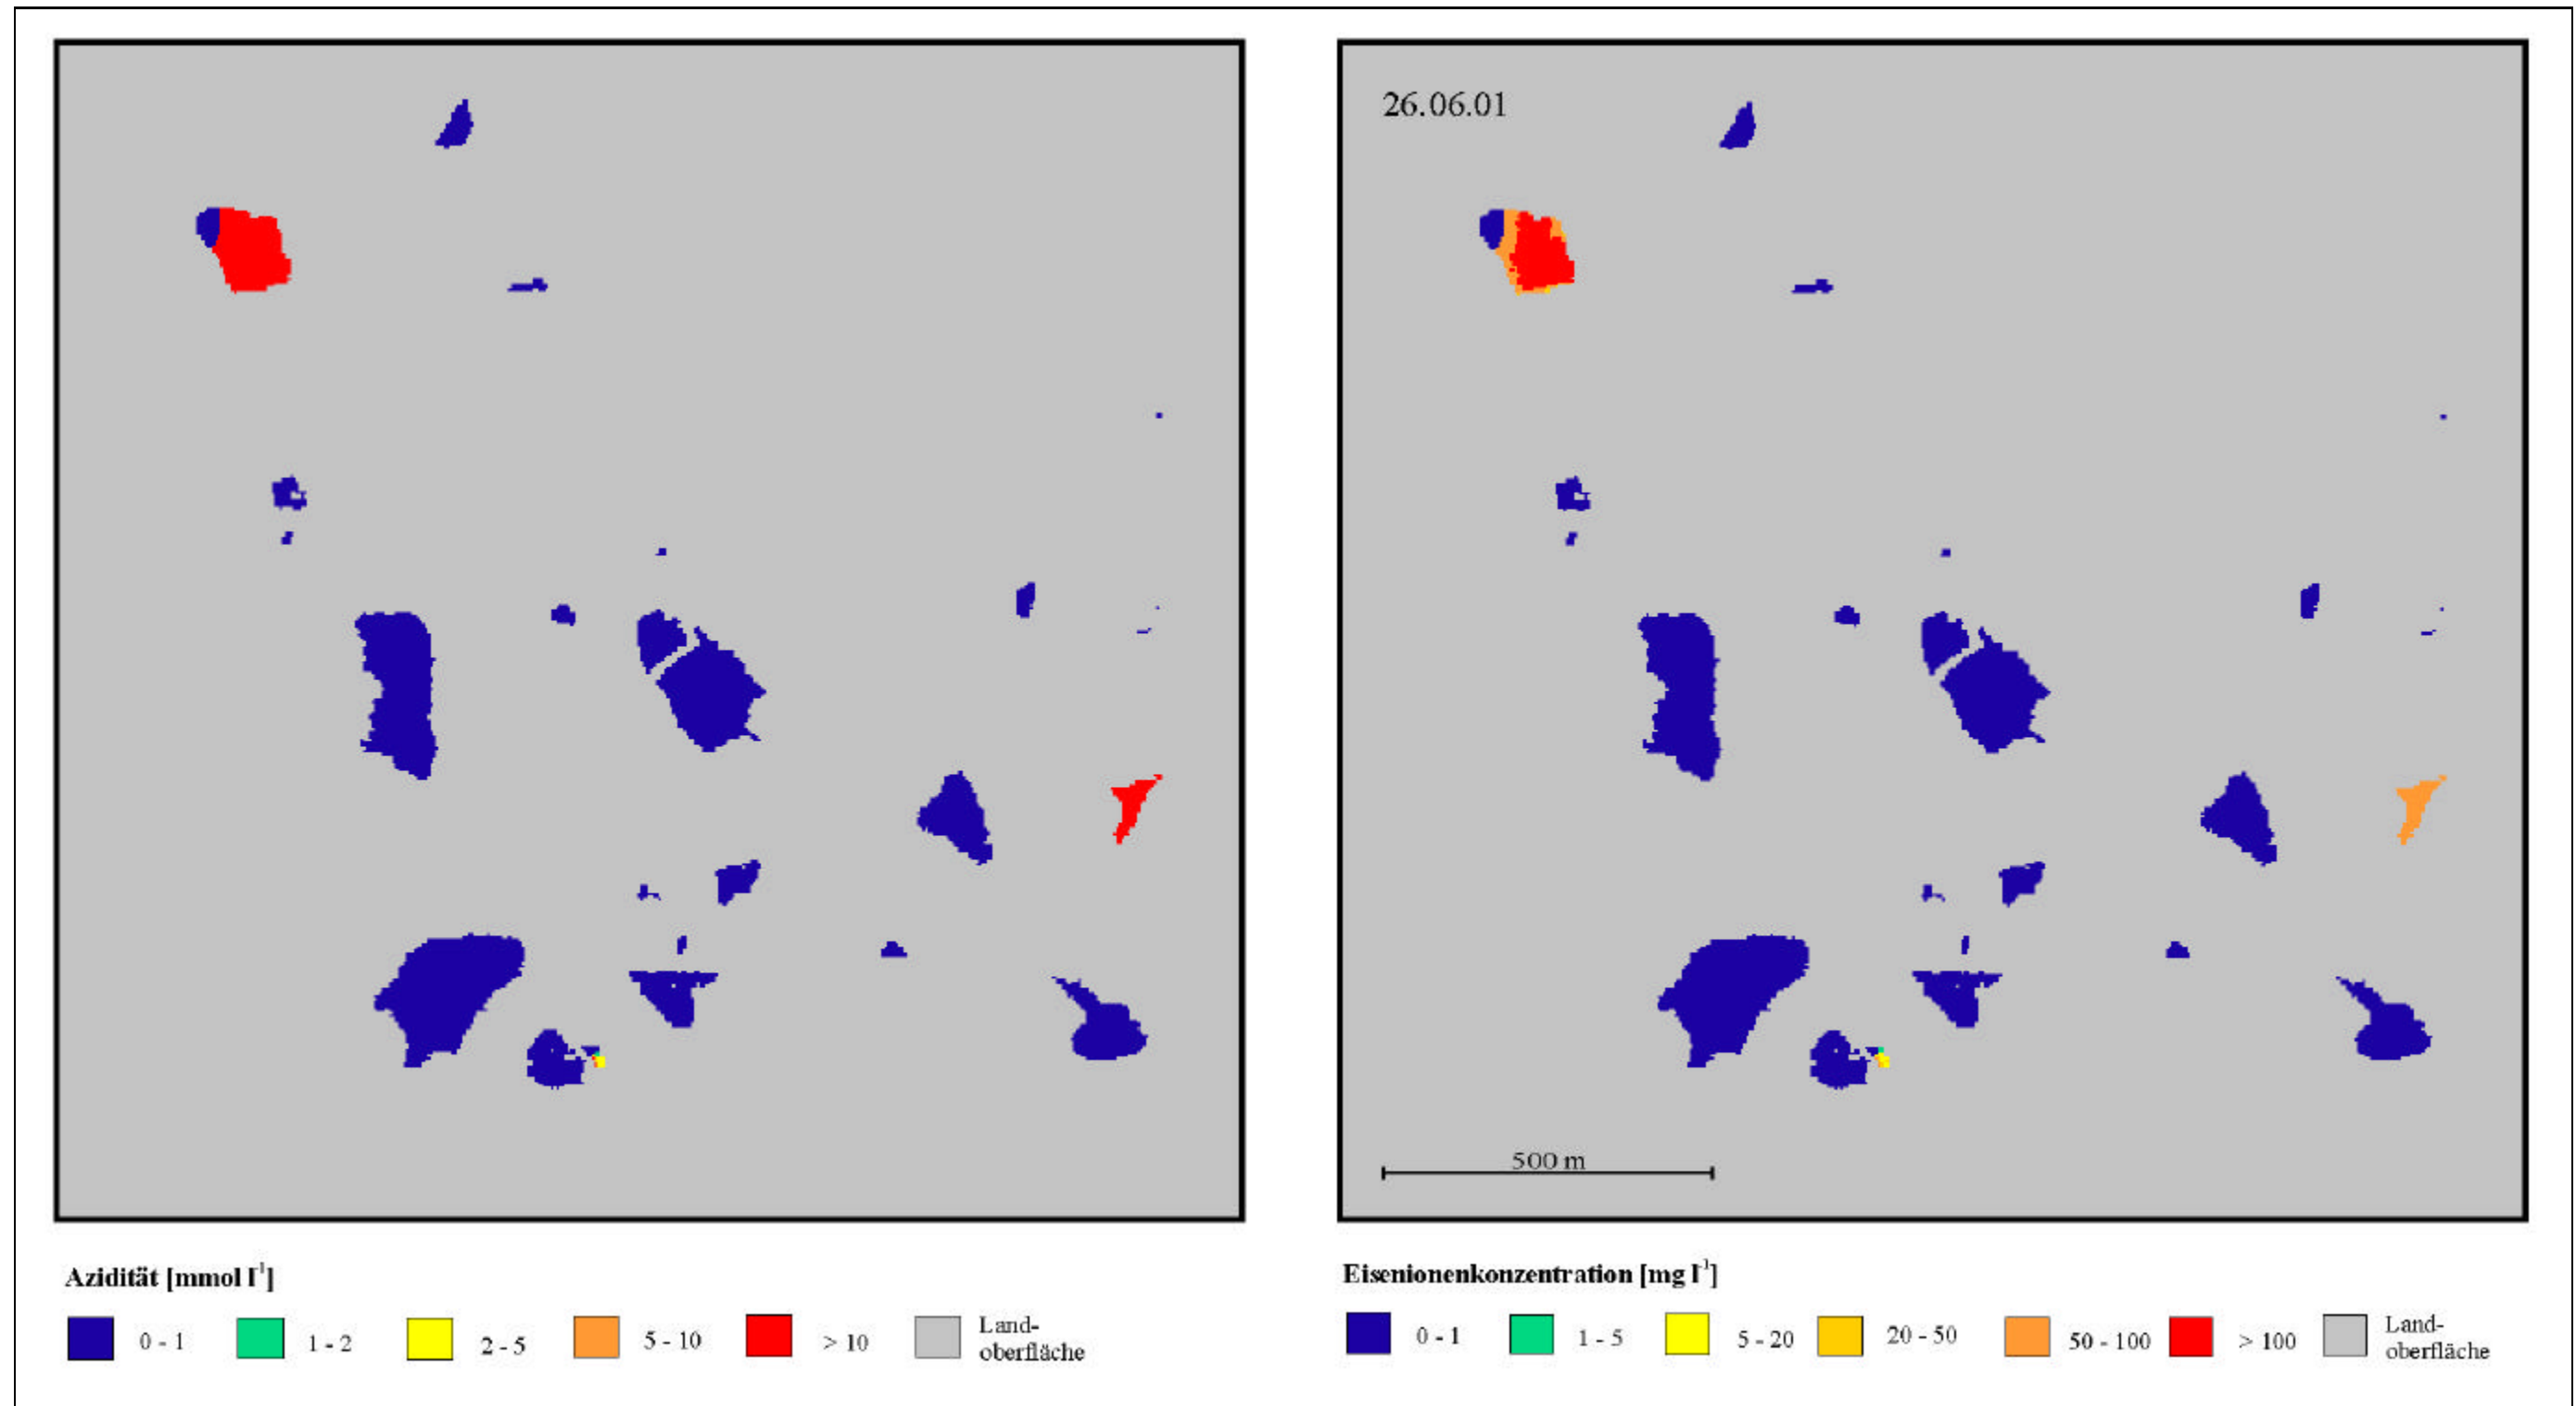 26.06.01
500 m
Azidität [mmol l⁻¹]
0 - 1
1 - 2
2 - 5
5 - 10
> 10
Land-
oberfläche
Eisenionenkonzentration [mg l⁻¹]
0 - 1
1 - 5
5 - 20
20 - 50
50 - 100
> 100
Land-
oberfläche